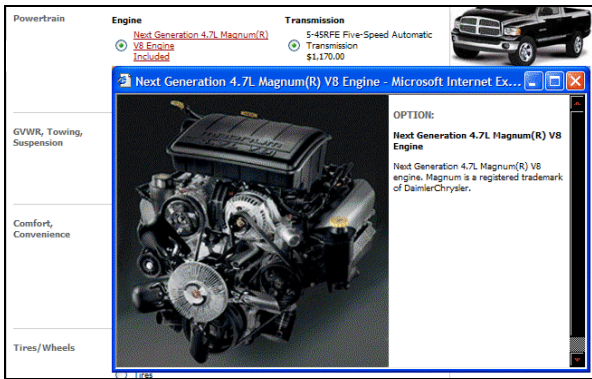 Powertrain
Engine
Next Generation 4.7L Magnum(R)
V8 Engine
Included
Transmission
5-45RFE Five-Speed Automatic
Transmission
$1,170.00
Next Generation 4.7L Magnum(R) V8 Engine - Microsoft Internet Ex...
OPTION:
Next Generation 4.7L Magnum(R) V8
Engine
Next Generation 4.7L Magnum(R) V8
engine. Magnum is a registered trademark
of DaimlerChrysler.
GVWR, Towing,
Suspension
Comfort,
Convenience
Tires/Wheels
Tires